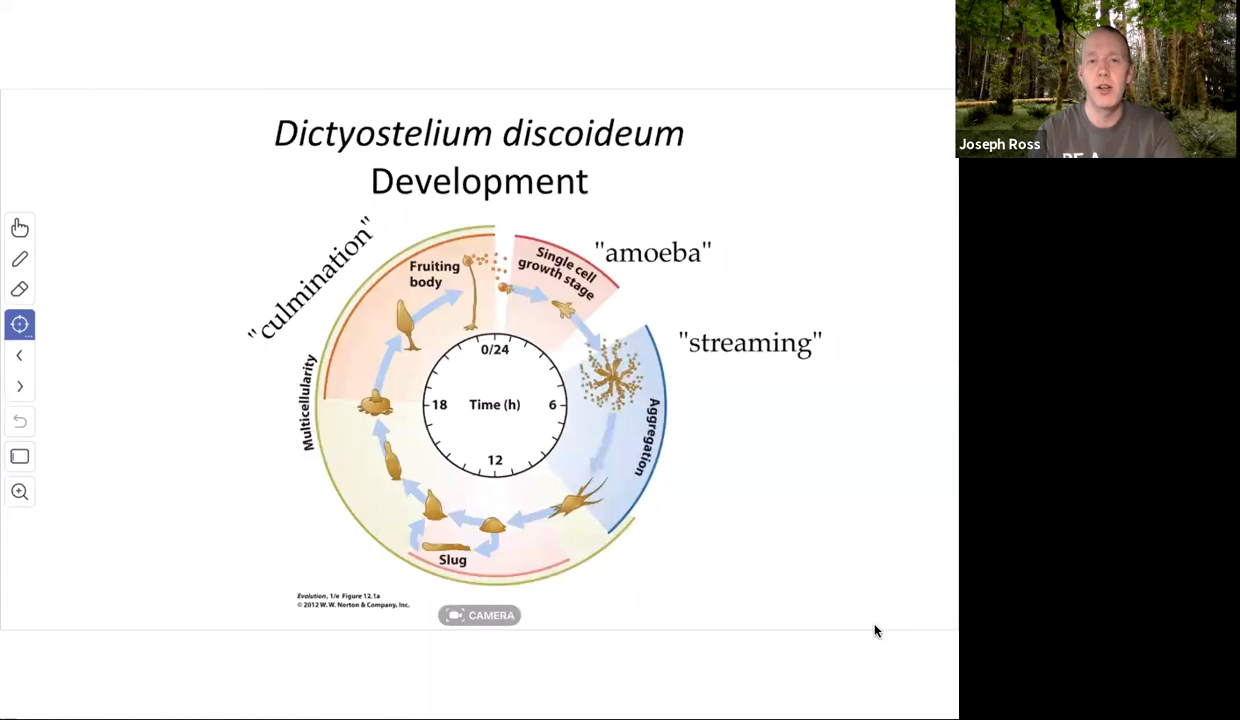 Joseph Ross
Dictyostelium discoideum
Development
"culmination"
Fruiting
body
Single cell
growth stage
"amoeba"
"streaming"
Multicellularity
Aggregation
0/24
18
Time (h)
6
12
Slug
Evolution, 1/e Figure 12.1a
© 2012 W. W. Norton & Company, Inc.
CAMERA